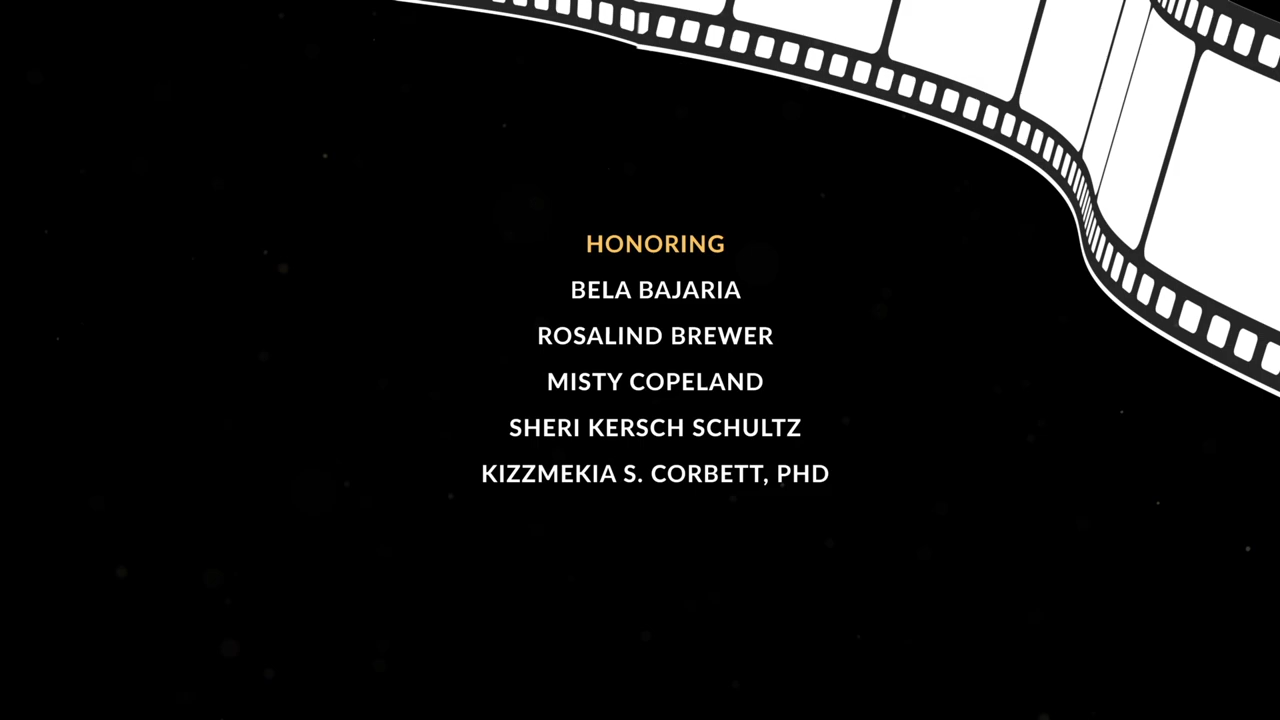 HONORING
BELA BAJARIA
ROSALIND BREWER
MISTY COPELAND
SHERI KERSCH SCHULTZ
KIZZMEKIA S. CORBETT, PHD